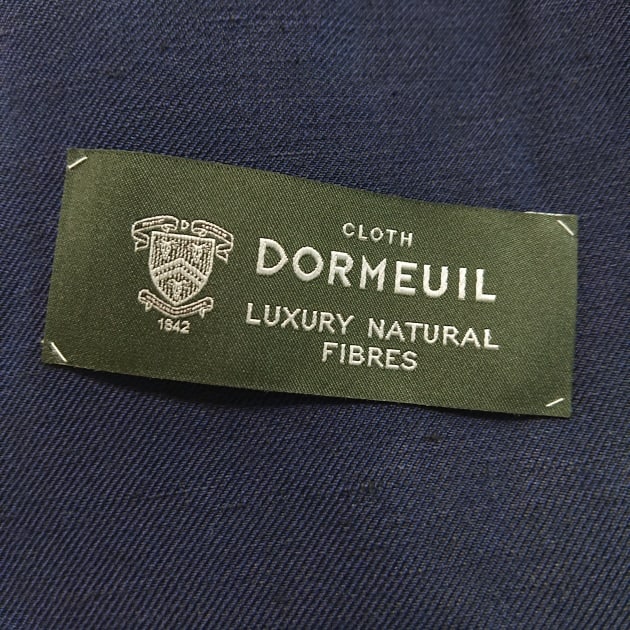 D
CLOTH
DORMEUIL
LUXURY NATURAL
FIBRES
1842